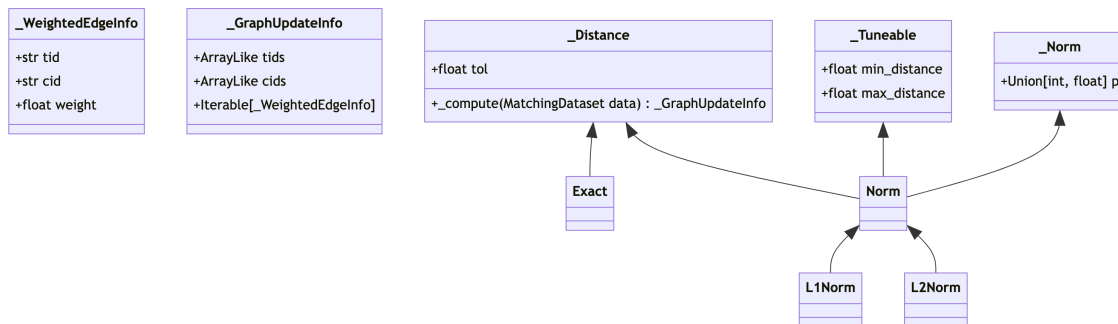 _WeightedEdgeInfo
+str tid
+str cid
+float weight
_GraphUpdateInfo
+ArrayLike tids
+ArrayLike cids
+Iterable[_WeightedEdgeInfo]
_Distance
+float tol
+_compute(MatchingDataset data) : _GraphUpdateInfo
_Tuneable
+float min_distance
+float max_distance
_Norm
+Union[int, float] p
Exact
Norm
L1Norm
L2Norm